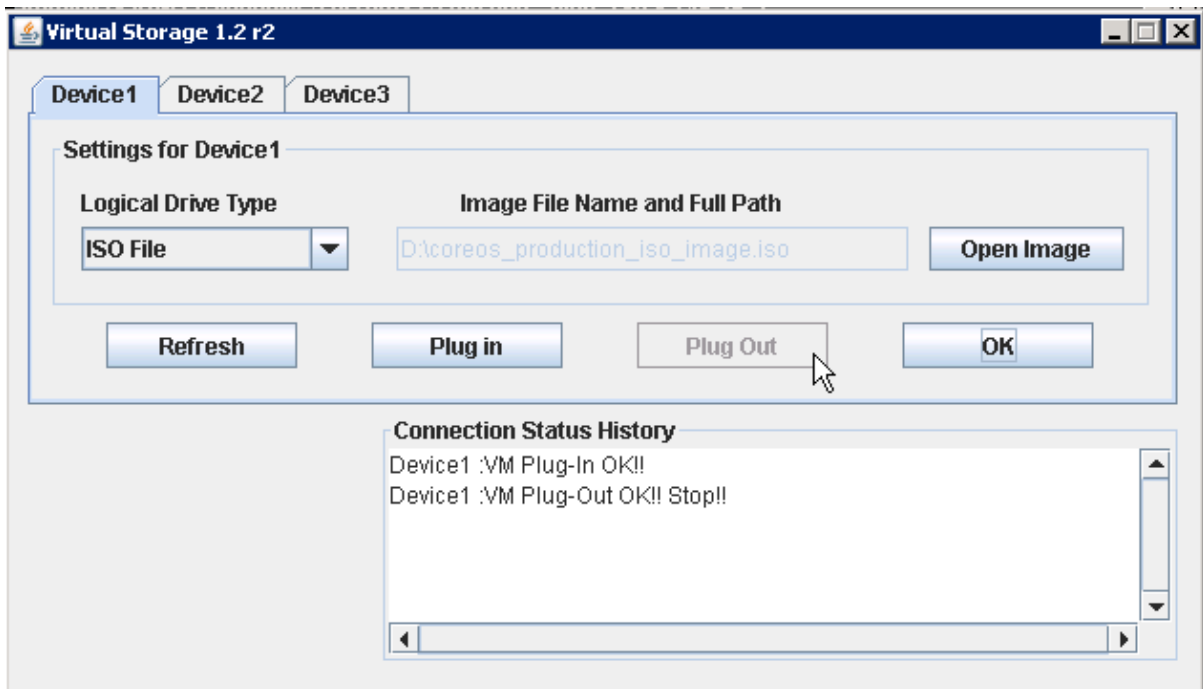 Virtual Storage 1.2 r2
Device1 Device2 Device3
Settings for Device1
Logical Drive Type Image File Name and Full Path
ISO File D:\coreos_production_iso_image.iso Open Image
Refresh Plug in Plug Out OK
Connection Status History
Device1 :VM Plug-In OK!!
Device1 :VM Plug-Out OK!! Stop!!